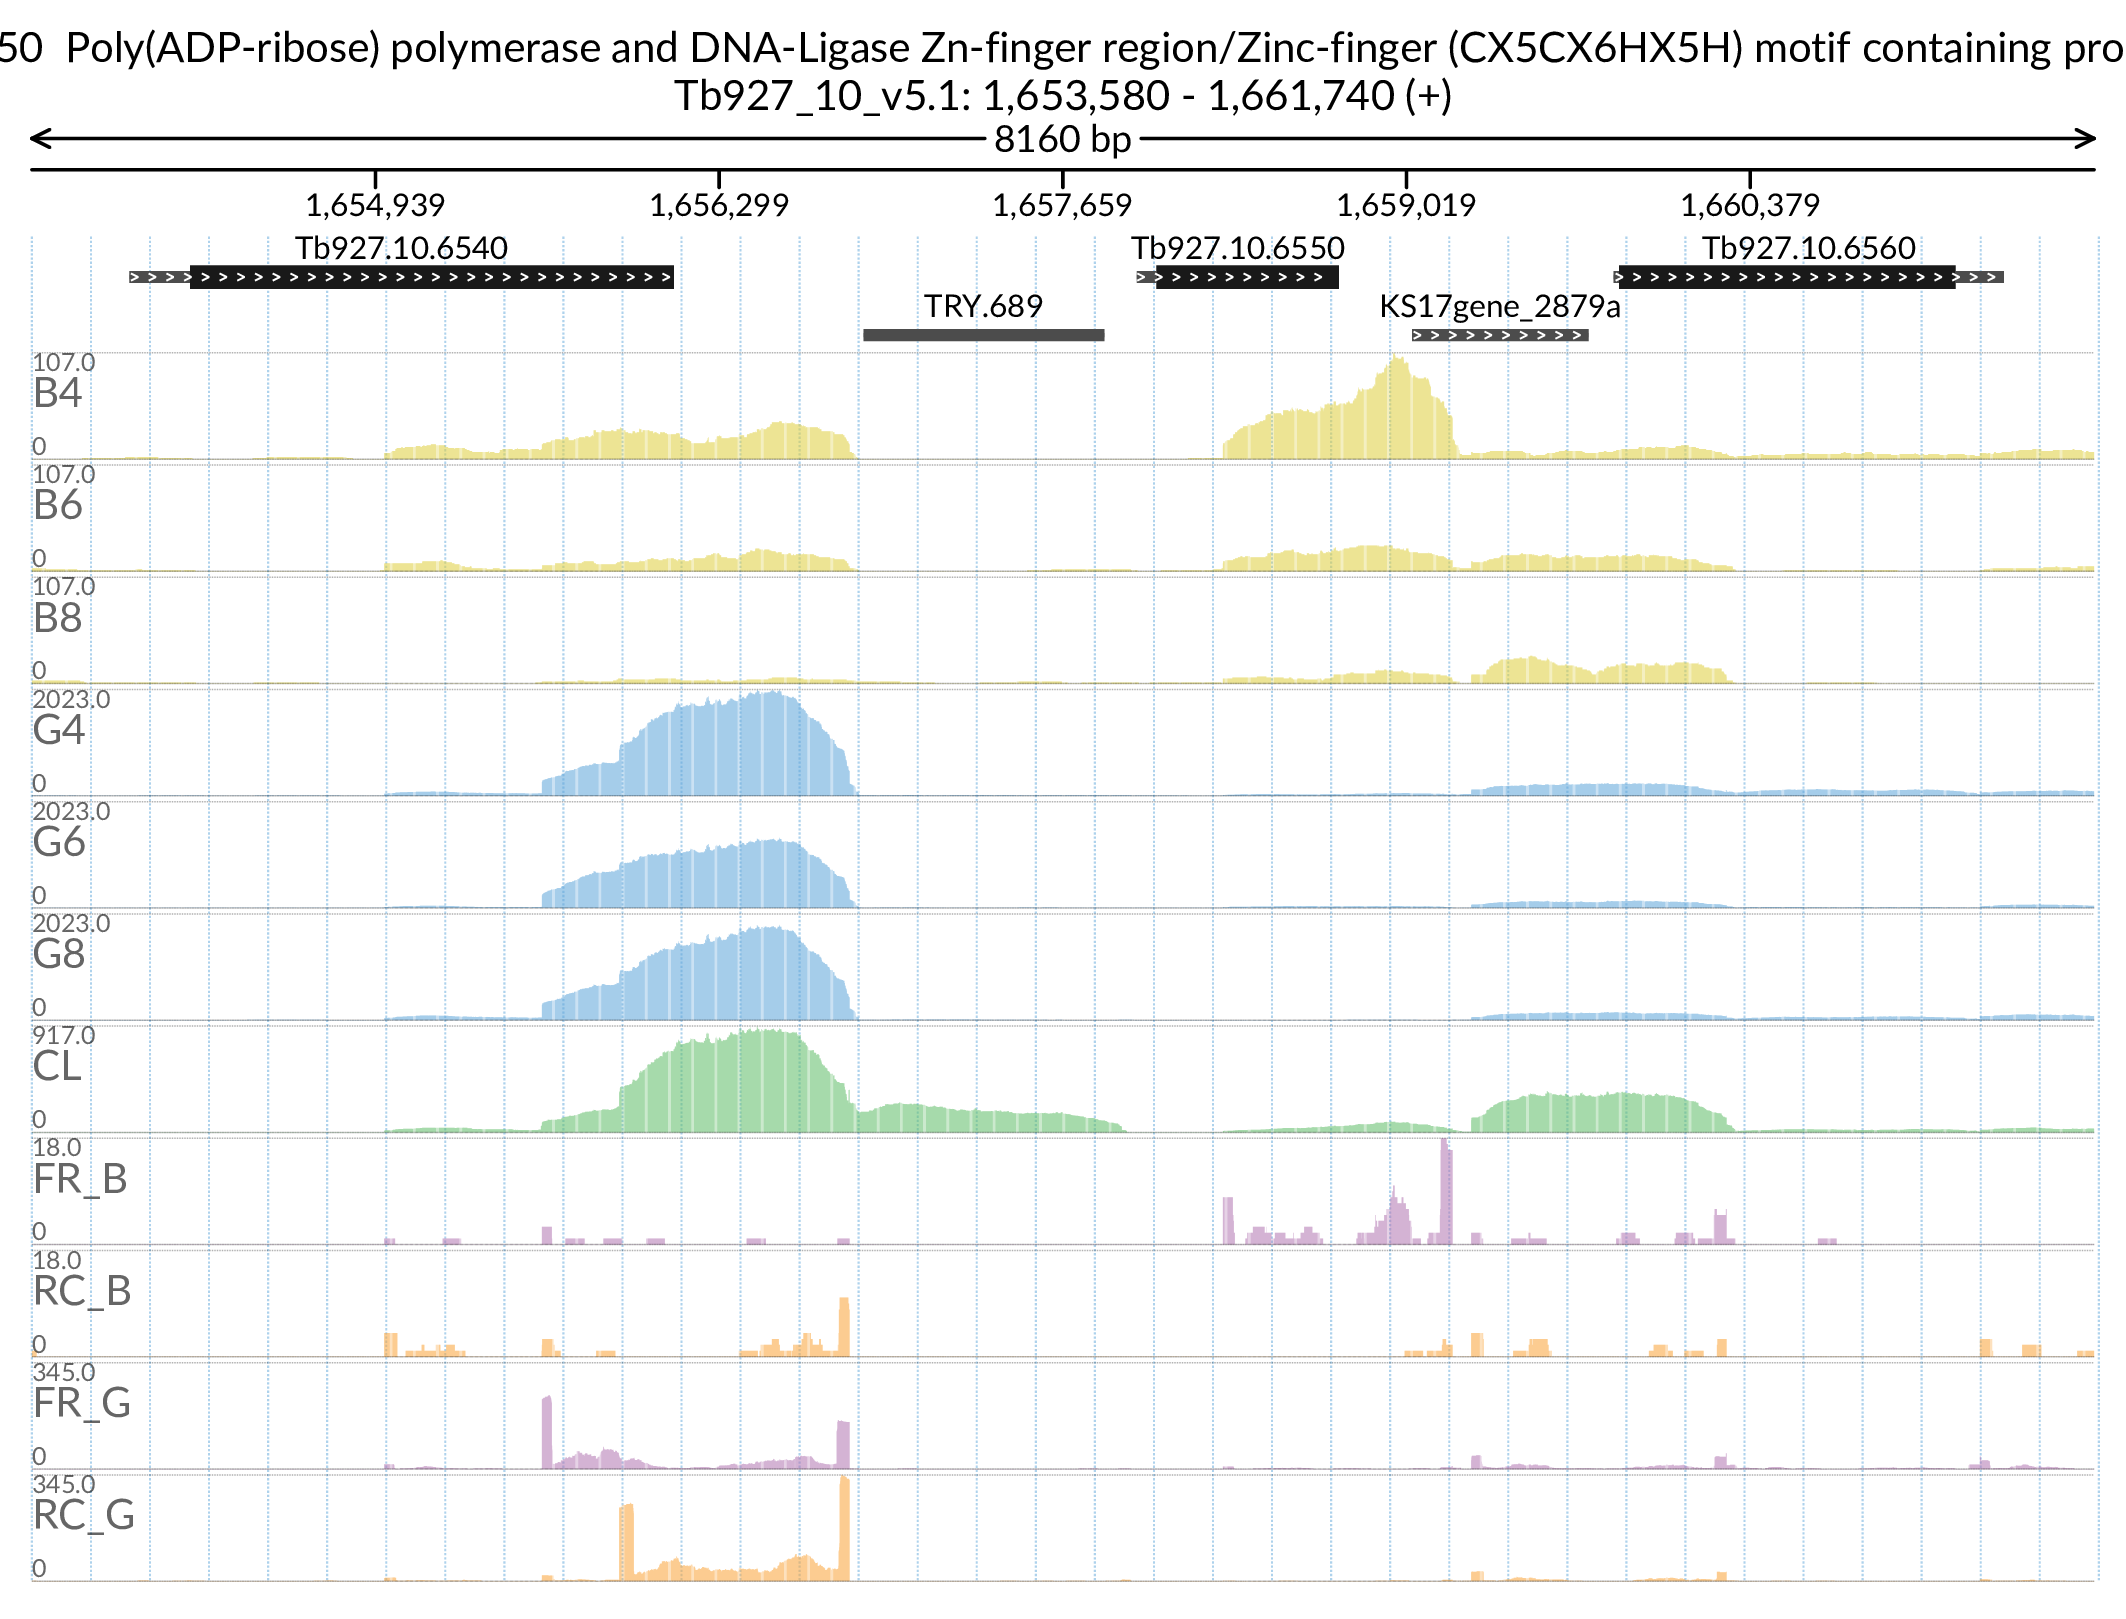 50 Poly(ADP-ribose) polymerase and DNA-Ligase Zn-finger region/Zinc-finger (CX5CX6HX5H) motif containing pro
Tb927_10_v5.1: 1,653,580 - 1,661,740 (+)
8160 bp
1,654,939 1,656,299 1,657,659 1,659,019 1,660,379
Tb927.10.6540 Tb927.10.6550 Tb927.10.6560
TRY.689 KS17gene_2879a
107.0
B4
0
107.0
B6
0
107.0
B8
0
2023.0
G4
0
2023.0
G6
0
2023.0
G8
0
917.0
CL
0
18.0
FR_B
0
18.0
RC_B
0
345.0
FR_G
0
345.0
RC_G
0